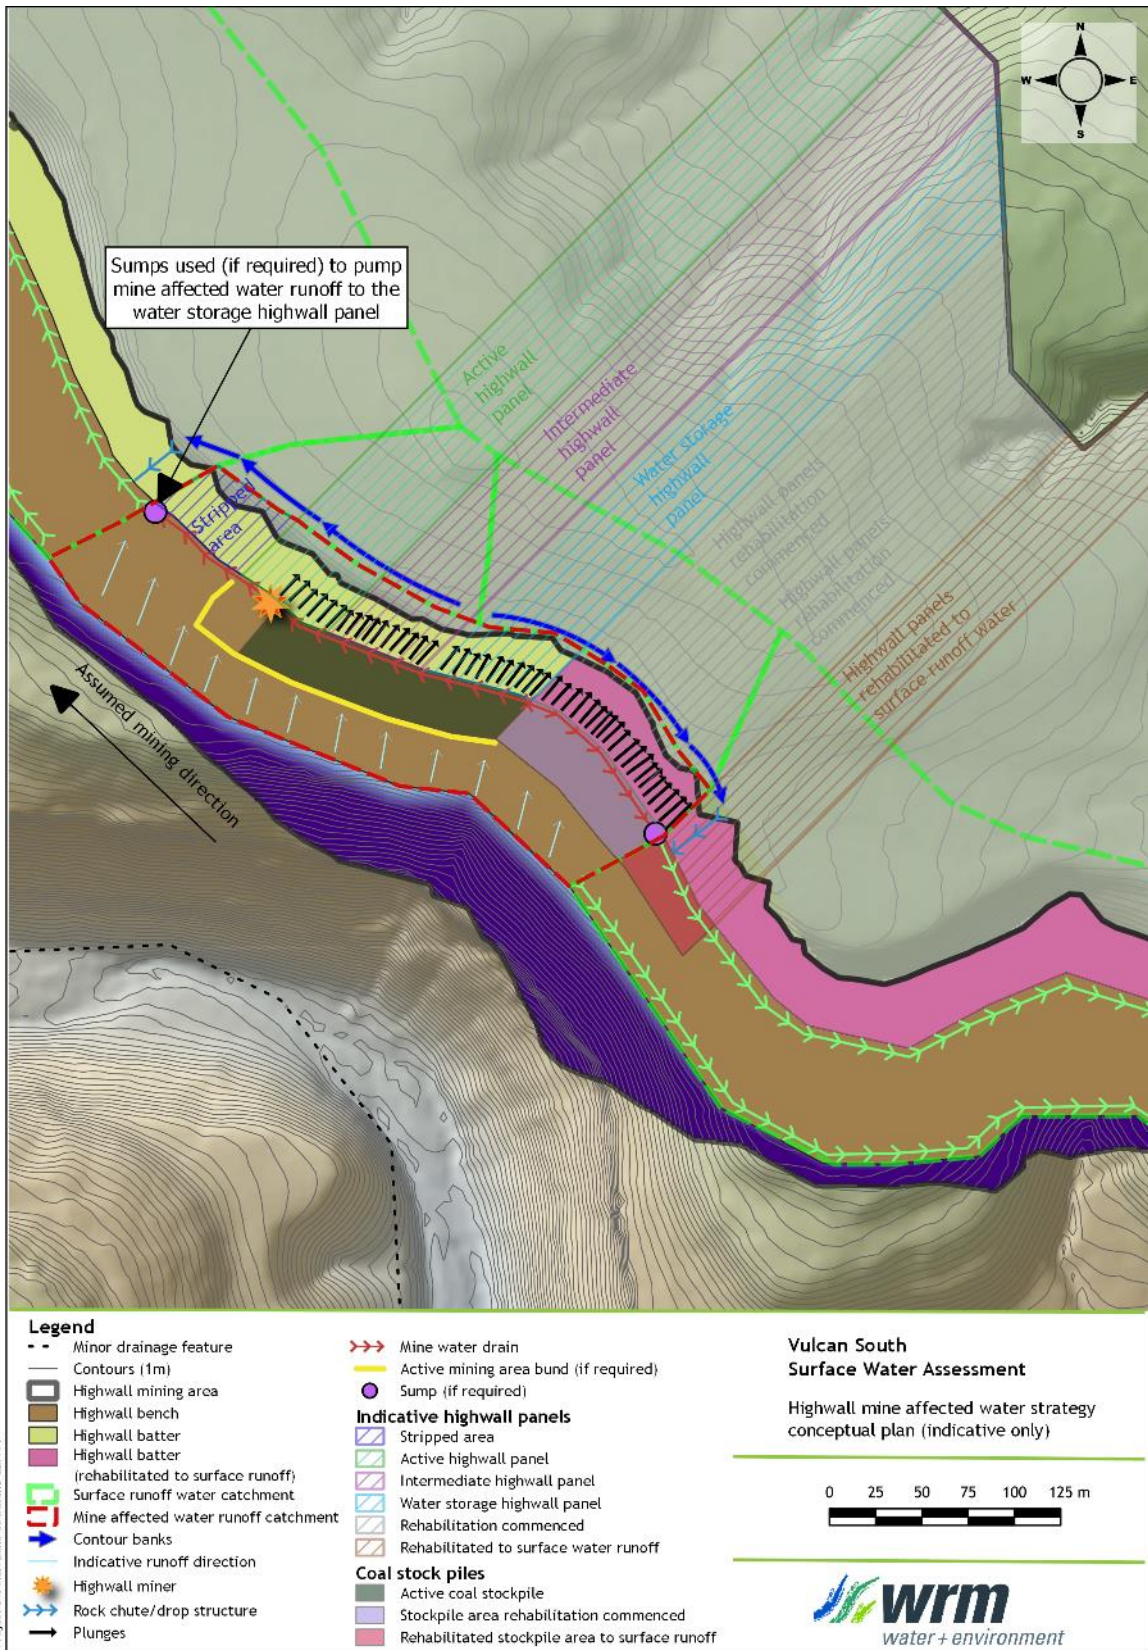 N
W
E
S
Sumps used (if required) to pump
mine affected water runoff to the
water storage highwall panel
Active
highwall
panel
Intermediate
highwall
panel
Water storage
highwall
panel
Highwall panels
rehabilitation
Highwall panels
rehabilitation
commenced
Highwall panels
rehabilitated to
surface runoff water
Stripped
area
Assumed mining direction
Legend
Minor drainage feature
Contours (1m)
Highwall mining area
Highwall bench
Highwall batter
Highwall batter
(rehabilitated to surface runoff)
Surface runoff water catchment
Mine affected water runoff catchment
Contour banks
Indicative runoff direction
Highwall miner
Rock chute/drop structure
Plunges
Mine water drain
Active mining area bund (if required)
Sump (if required)
Indicative highwall panels
Stripped area
Active highwall panel
Intermediate highwall panel
Water storage highwall panel
Rehabilitation commenced
Rehabilitated to surface water runoff
Coal stock piles
Active coal stockpile
Stockpile area rehabilitation commenced
Rehabilitated stockpile area to surface runoff
Vulcan South
Surface Water Assessment
Highwall mine affected water strategy
conceptual plan (indicative only)
0 25 50 75 100 125 m
wrm
water + environment